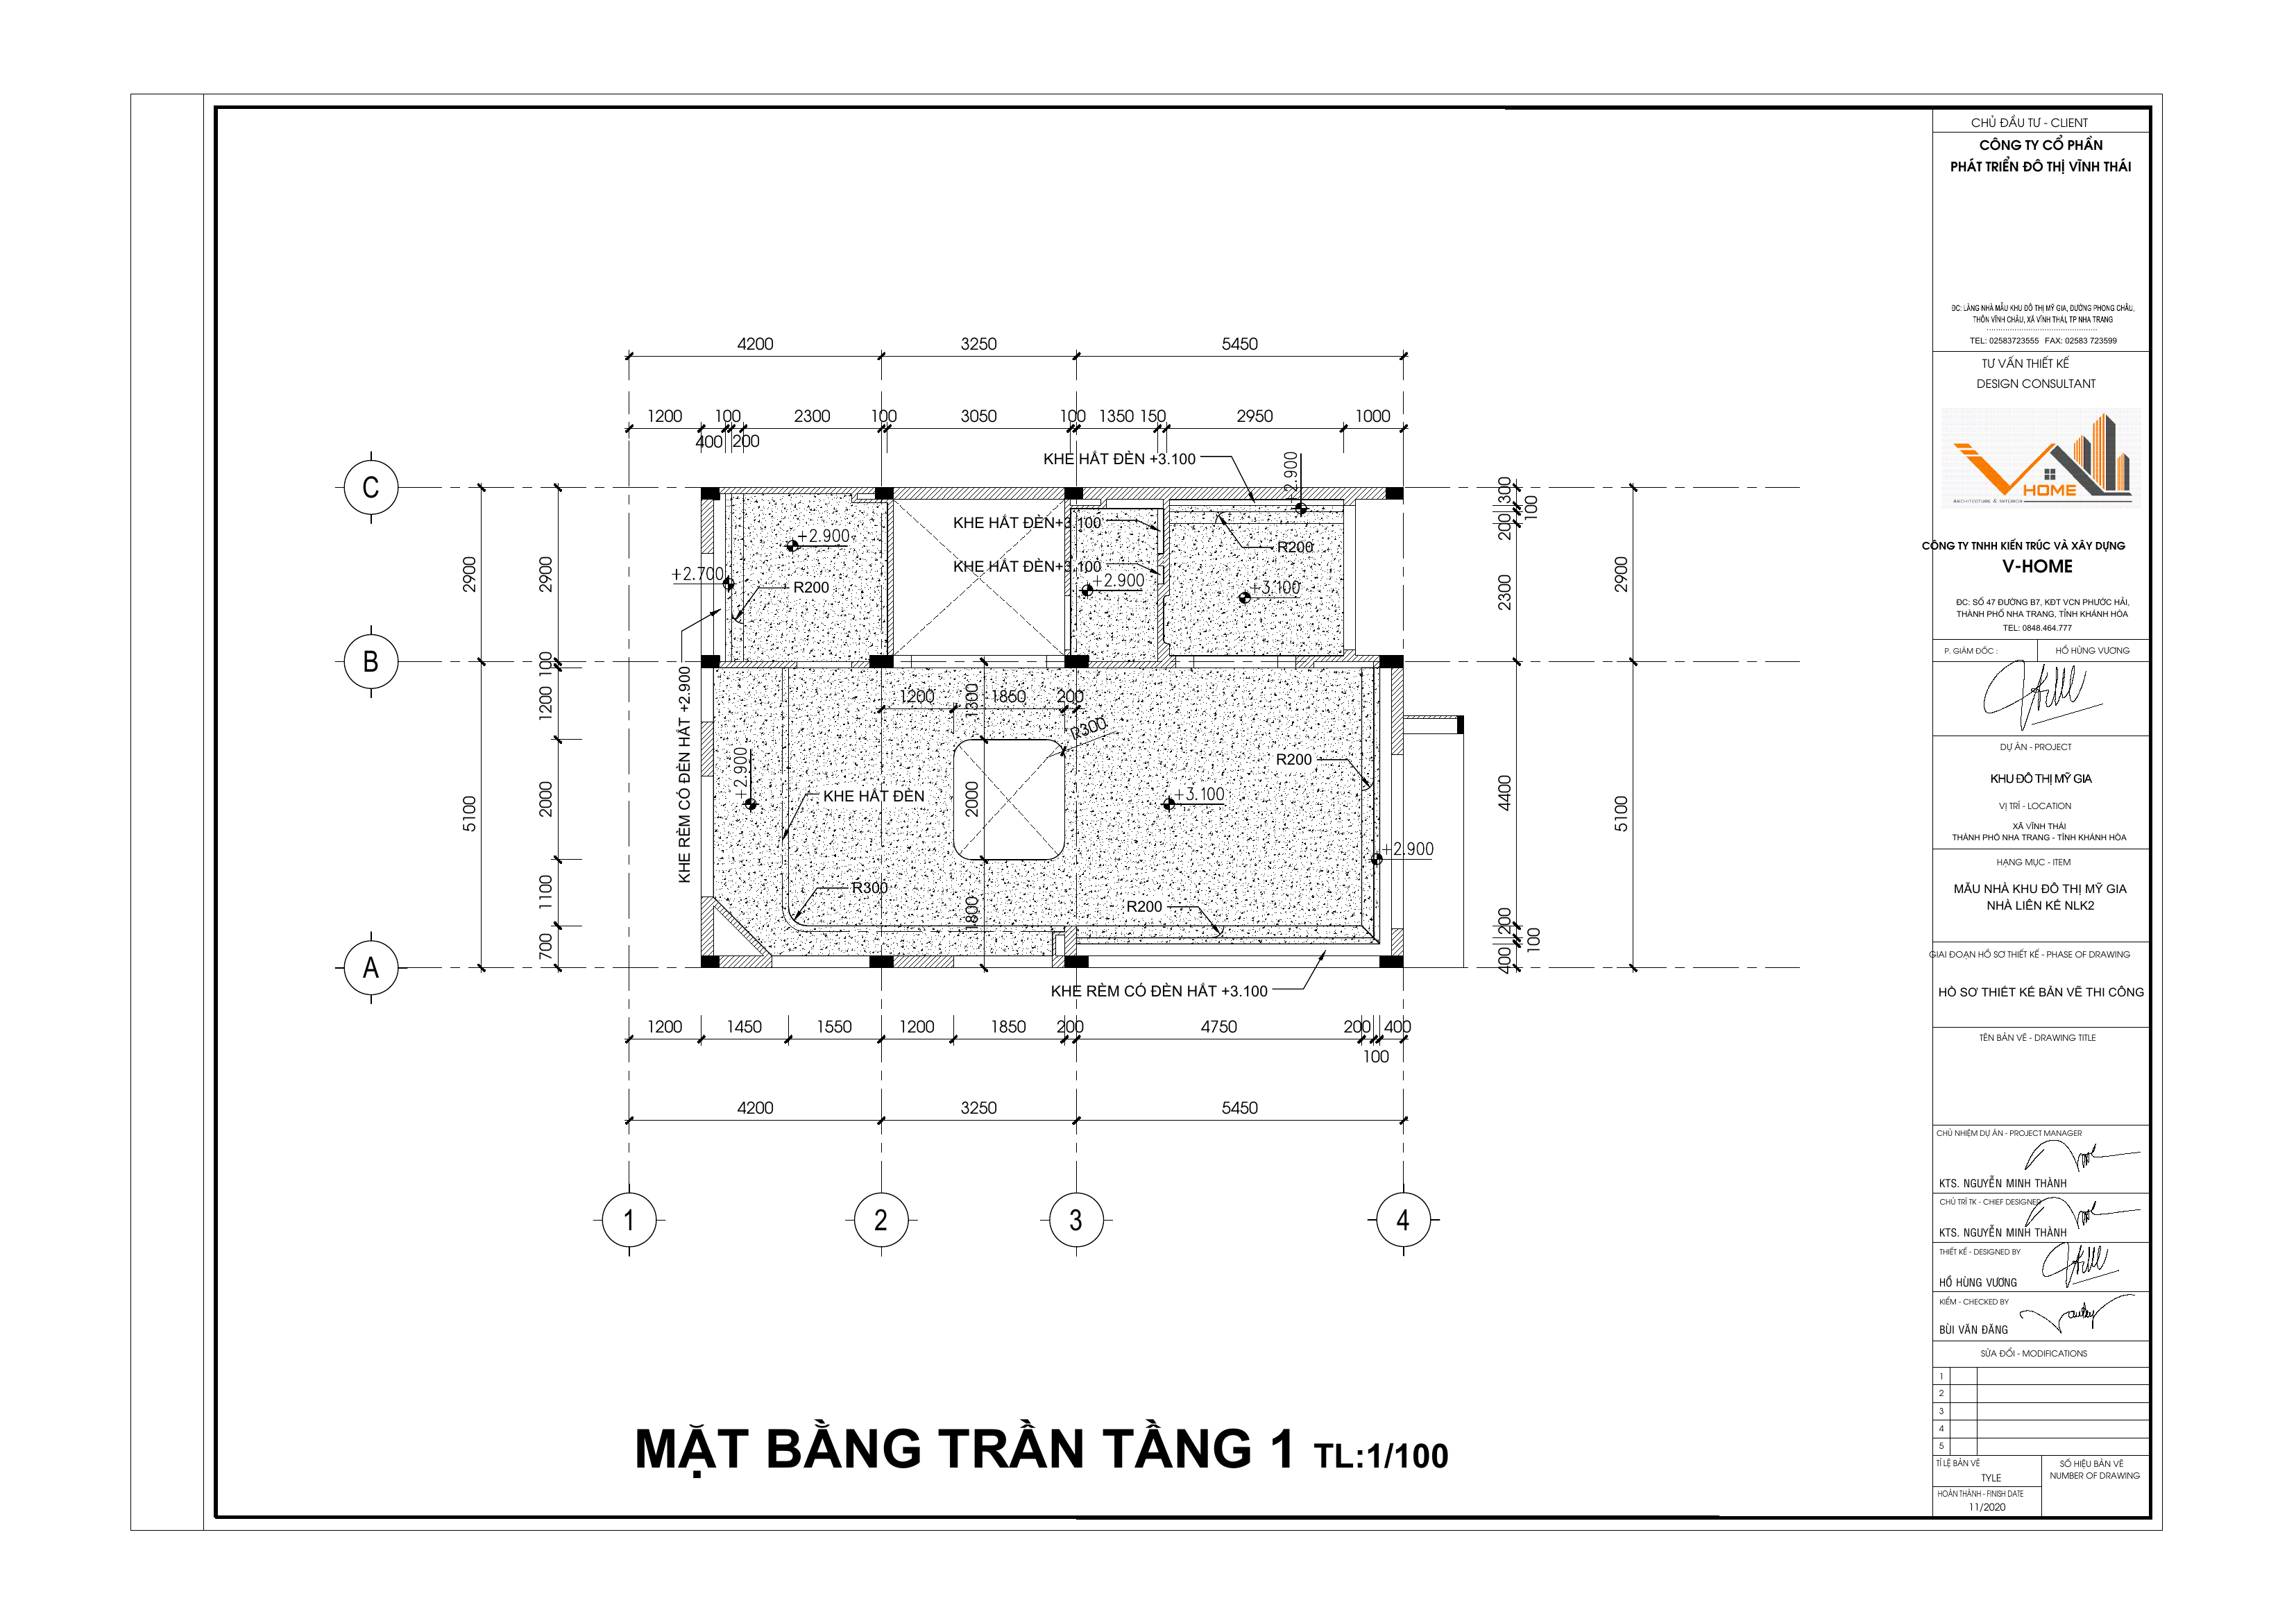 4200
3250
5450
1200
100
2300
100
3050
100
1350
150
2950
1000
400
200
KHE HẮT ĐÈN +3.100
+2.900
C
300
100
200
KHE HẮT ĐÈN+3.100
+2.900
R200
KHE HẮT ĐÈN+3.100
+2.700
R200
+2.900
+3.100
2900
2900
2300
2900
B
100
KHE RÈM CÓ ĐÈN HẮT +2.900
1200
1300
1850
200
R300
1200
R200
+2.900
KHE HẮT ĐÈN
2000
+3.100
2000
4400
5100
5100
+2.900
1100
R300
R200
1800
200
100
700
400
A
KHE RÈM CÓ ĐÈN HẮT +3.100
1200
1450
1550
1200
1850
200
4750
200
400
100
4200
3250
5450
1
2
3
4
MẶT BẰNG TRẦN TẦNG 1 TL:1/100
CHỦ ĐẦU TƯ - CLIENT
CÔNG TY CỔ PHẦN
PHÁT TRIỂN ĐÔ THỊ VĨNH THÁI
ĐC: LÀNG NHÀ MẪU KHU ĐÔ THỊ MỸ GIA, ĐƯỜNG PHONG CHÂU,
THÔN VĨNH CHÂU, XÃ VĨNH THÁI, TP NHA TRANG
TEL: 02583723555 FAX: 02583 723599
TƯ VẤN THIẾT KẾ
DESIGN CONSULTANT
HOME
ARCHITECTURE & INTERIOR
CÔNG TY TNHH KIẾN TRÚC VÀ XÂY DỰNG
V-HOME
ĐC: SỐ 47 ĐƯỜNG B7, KĐT VCN PHƯỚC HẢI,
THÀNH PHỐ NHA TRANG, TỈNH KHÁNH HÒA
TEL: 0848.464.777
P. GIÁM ĐỐC : HỒ HÙNG VƯƠNG
DỰ ÁN - PROJECT
KHU ĐÔ THỊ MỸ GIA
VỊ TRÍ - LOCATION
XÃ VĨNH THÁI
THÀNH PHỐ NHA TRANG - TỈNH KHÁNH HÒA
HẠNG MỤC - ITEM
MẪU NHÀ KHU ĐÔ THỊ MỸ GIA
NHÀ LIÊN KẾ NLK2
GIAI ĐOẠN HỒ SƠ THIẾT KẾ - PHASE OF DRAWING
HỒ SƠ THIẾT KẾ BẢN VẼ THI CÔNG
TÊN BẢN VẼ - DRAWING TITLE
CHỦ NHIỆM DỰ ÁN - PROJECT MANAGER
KTS. NGUYỄN MINH THÀNH
CHỦ TRÌ TK - CHIEF DESIGNER
KTS. NGUYỄN MINH THÀNH
THIẾT KẾ - DESIGNED BY
HỒ HÙNG VƯƠNG
KIỂM - CHECKED BY
BÙI VĂN ĐĂNG
SỬA ĐỔI - MODIFICATIONS
1
2
3
4
5
TỈ LỆ BẢN VẼ
TYLE
SỐ HIỆU BẢN VẼ
NUMBER OF DRAWING
HOÀN THÀNH - FINISH DATE
11/2020